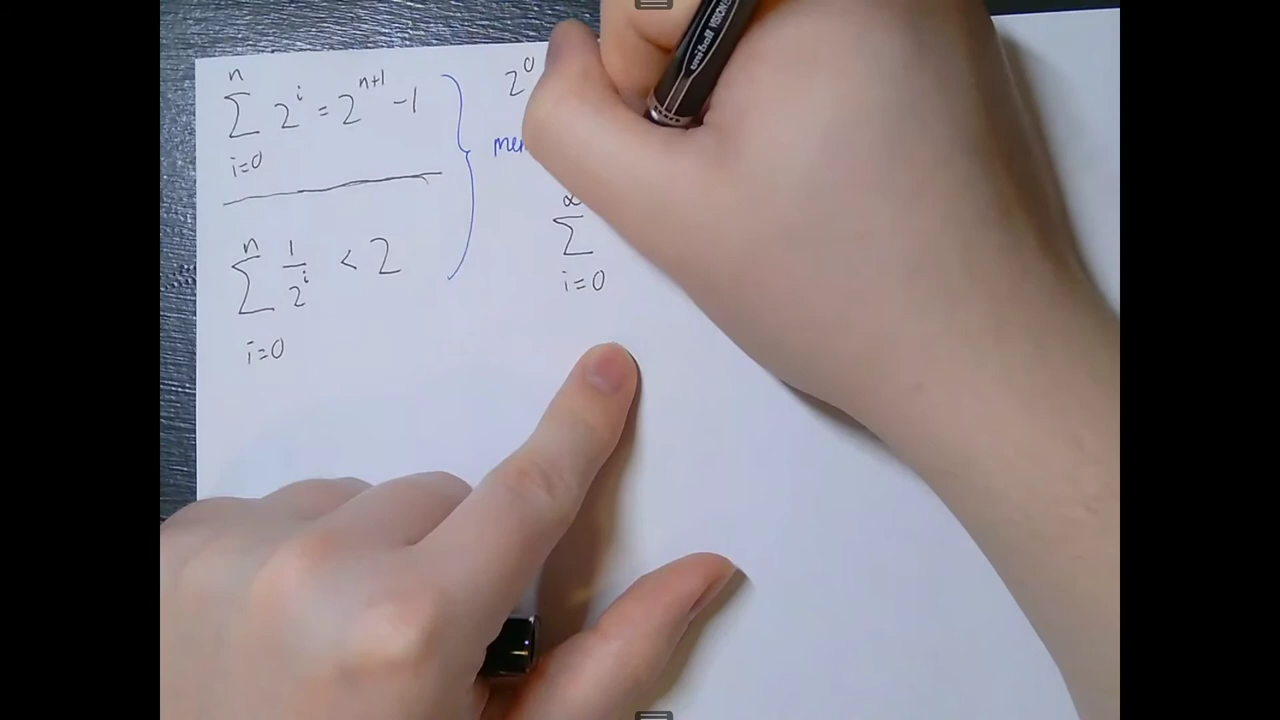 n
∑ 2^i = 2^{n+1} - 1
i=0
n
∑ 1/2^i < 2
i=0
2^0
∑
i=0
uni-ball VISION